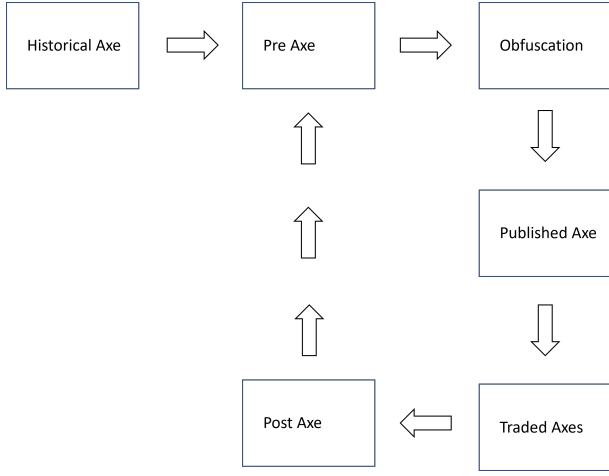 Historical Axe
Pre Axe
Obfuscation
Published Axe
Post Axe
Traded Axes